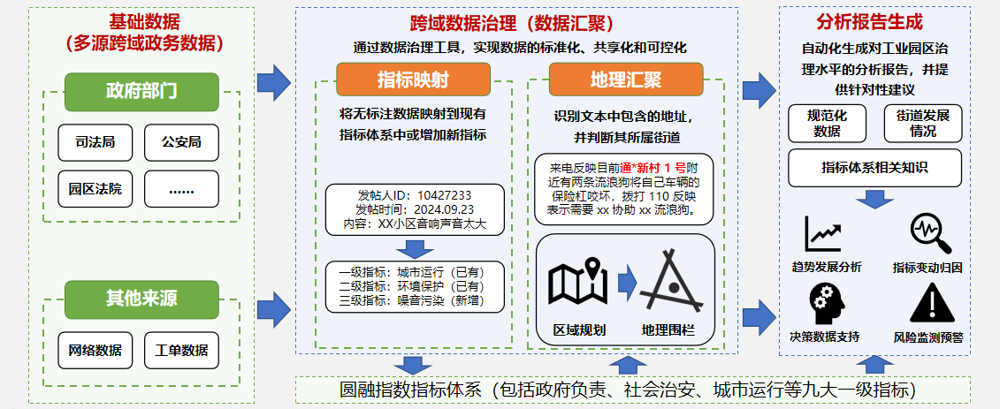 基础数据
（多源跨域政务数据）
政府部门
司法局
公安局
园区法院
......
其他来源
网络数据
工单数据
跨域数据治理（数据汇聚）
通过数据治理工具，实现数据的标准化、共享化和可控化
指标映射
将无标注数据映射到现有
指标体系中或增加新指标
发帖人ID：10427233
发帖时间：2024.09.23
内容：XX小区音响声音太大
一级指标：城市运行（已有）
二级指标：环境保护（已有）
三级指标：噪音污染（新增）
地理汇聚
识别文本中包含的地址，
并判断其所属街道
来电反映目前通*新村 1 号附
近有两条流浪狗将自己车辆的
保险杠咬坏，拨打 110 反映
表示需要 xx 协助 xx 流浪狗。
区域规划
地理围栏
分析报告生成
自动化生成对工业园区治
理水平的分析报告，并提
供针对性建议
规范化
数据
街道发展
情况
指标体系相关知识
趋势发展分析
指标变动归因
决策数据支持
风险监测预警
圆融指数指标体系（包括政府负责、社会治安、城市运行等九大一级指标）